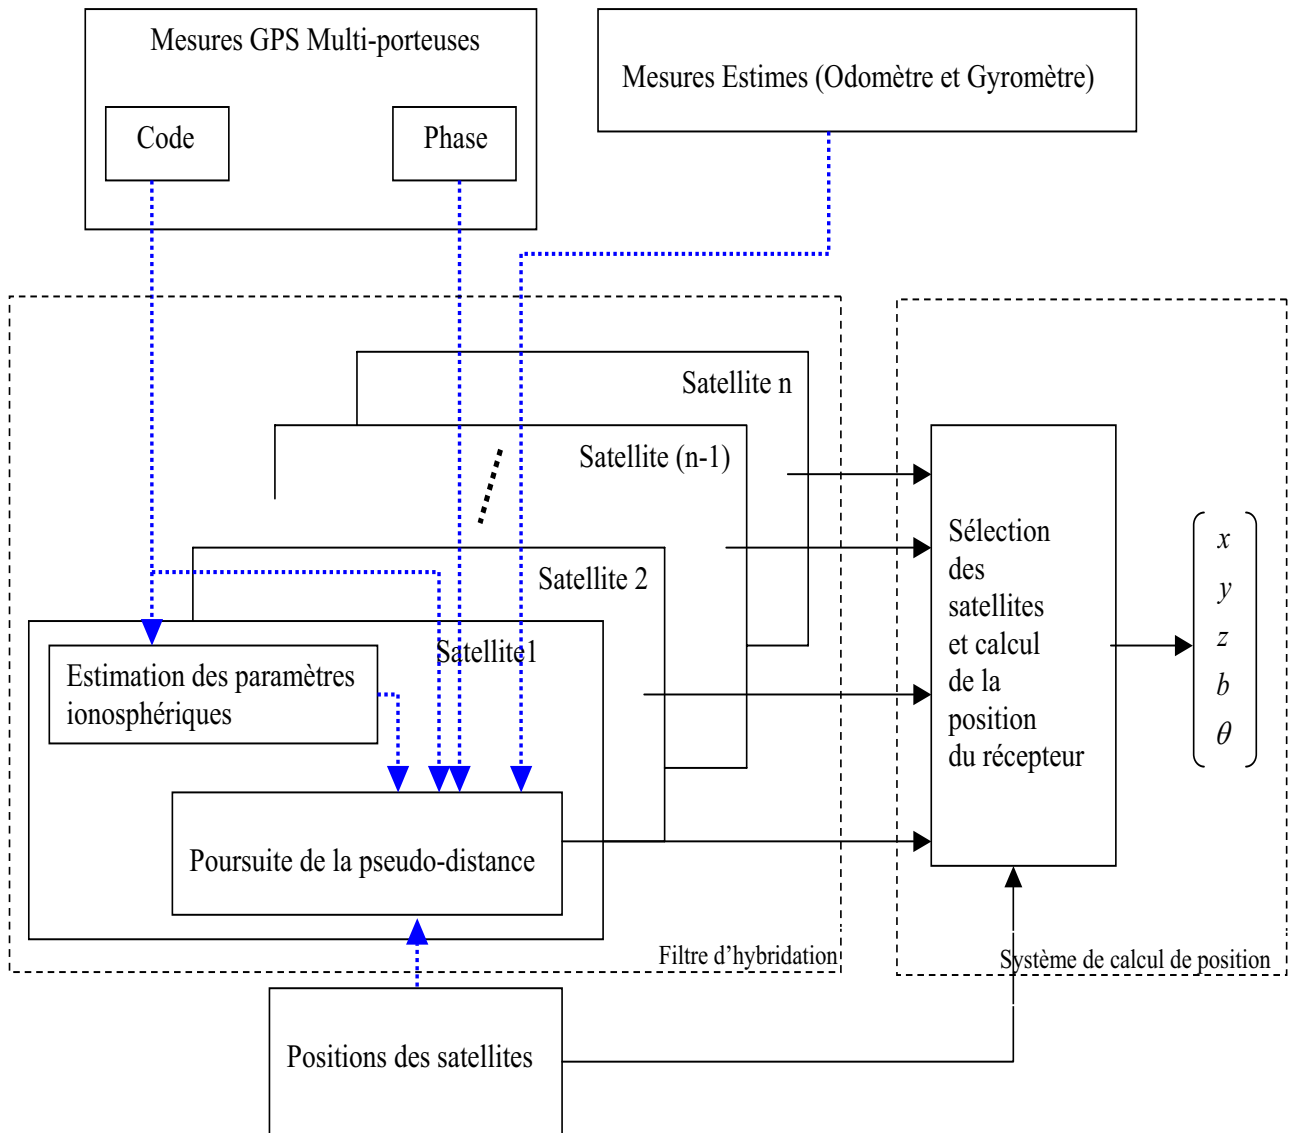 Mesures GPS Multi-porteuses
Code
Phase
Mesures Estimes (Odomètre et Gyromètre)
Satellite n
Satellite (n-1)
Satellite 2
Satellite1
Estimation des paramètres
ionosphériques
Poursuite de la pseudo-distance
Filtre d’hybridation
Positions des satellites
Sélection
des
satellites
et calcul
de la
position
du récepteur
Système de calcul de position
x
y
z
b
θ